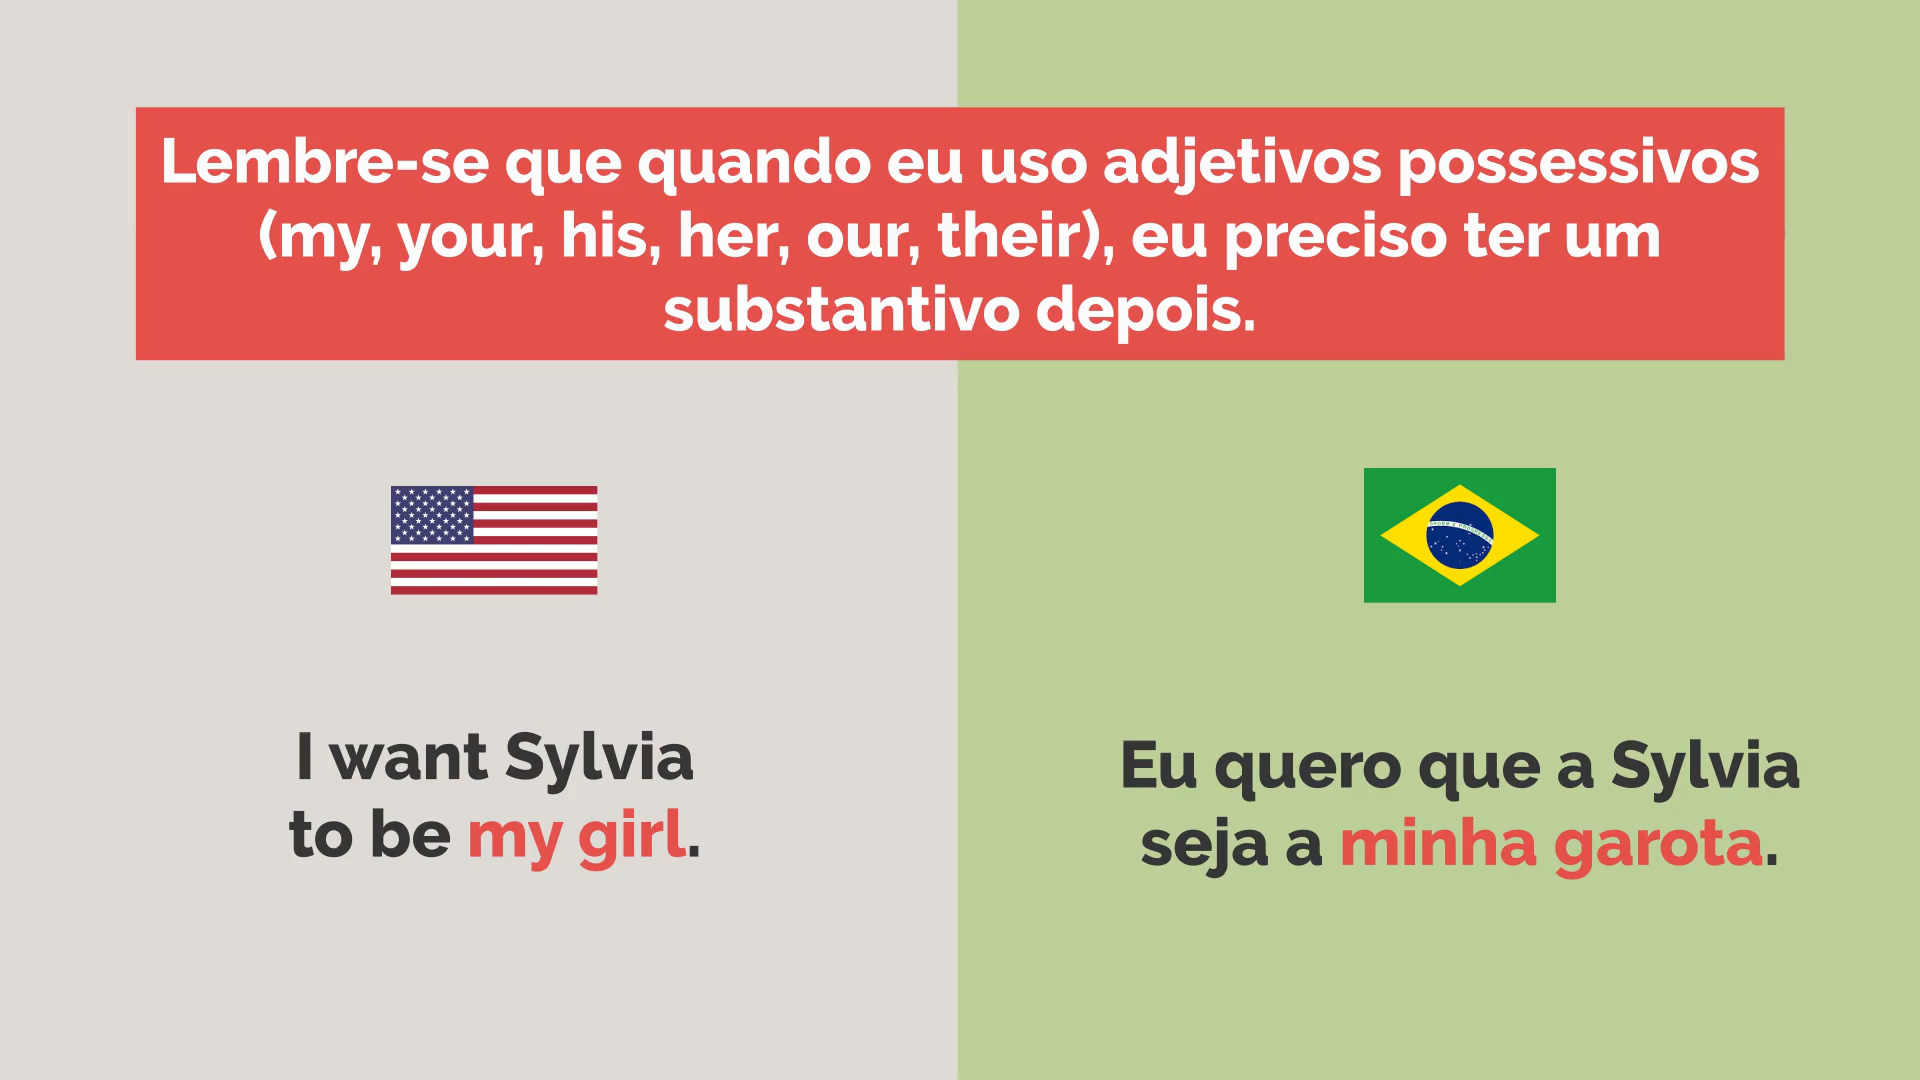 Lembre-se que quando eu uso adjetivos possessivos
(my, your, his, her, our, their), eu preciso ter um
substantivo depois.
I want Sylvia
to be my girl.
Eu quero que a Sylvia
seja a minha garota.